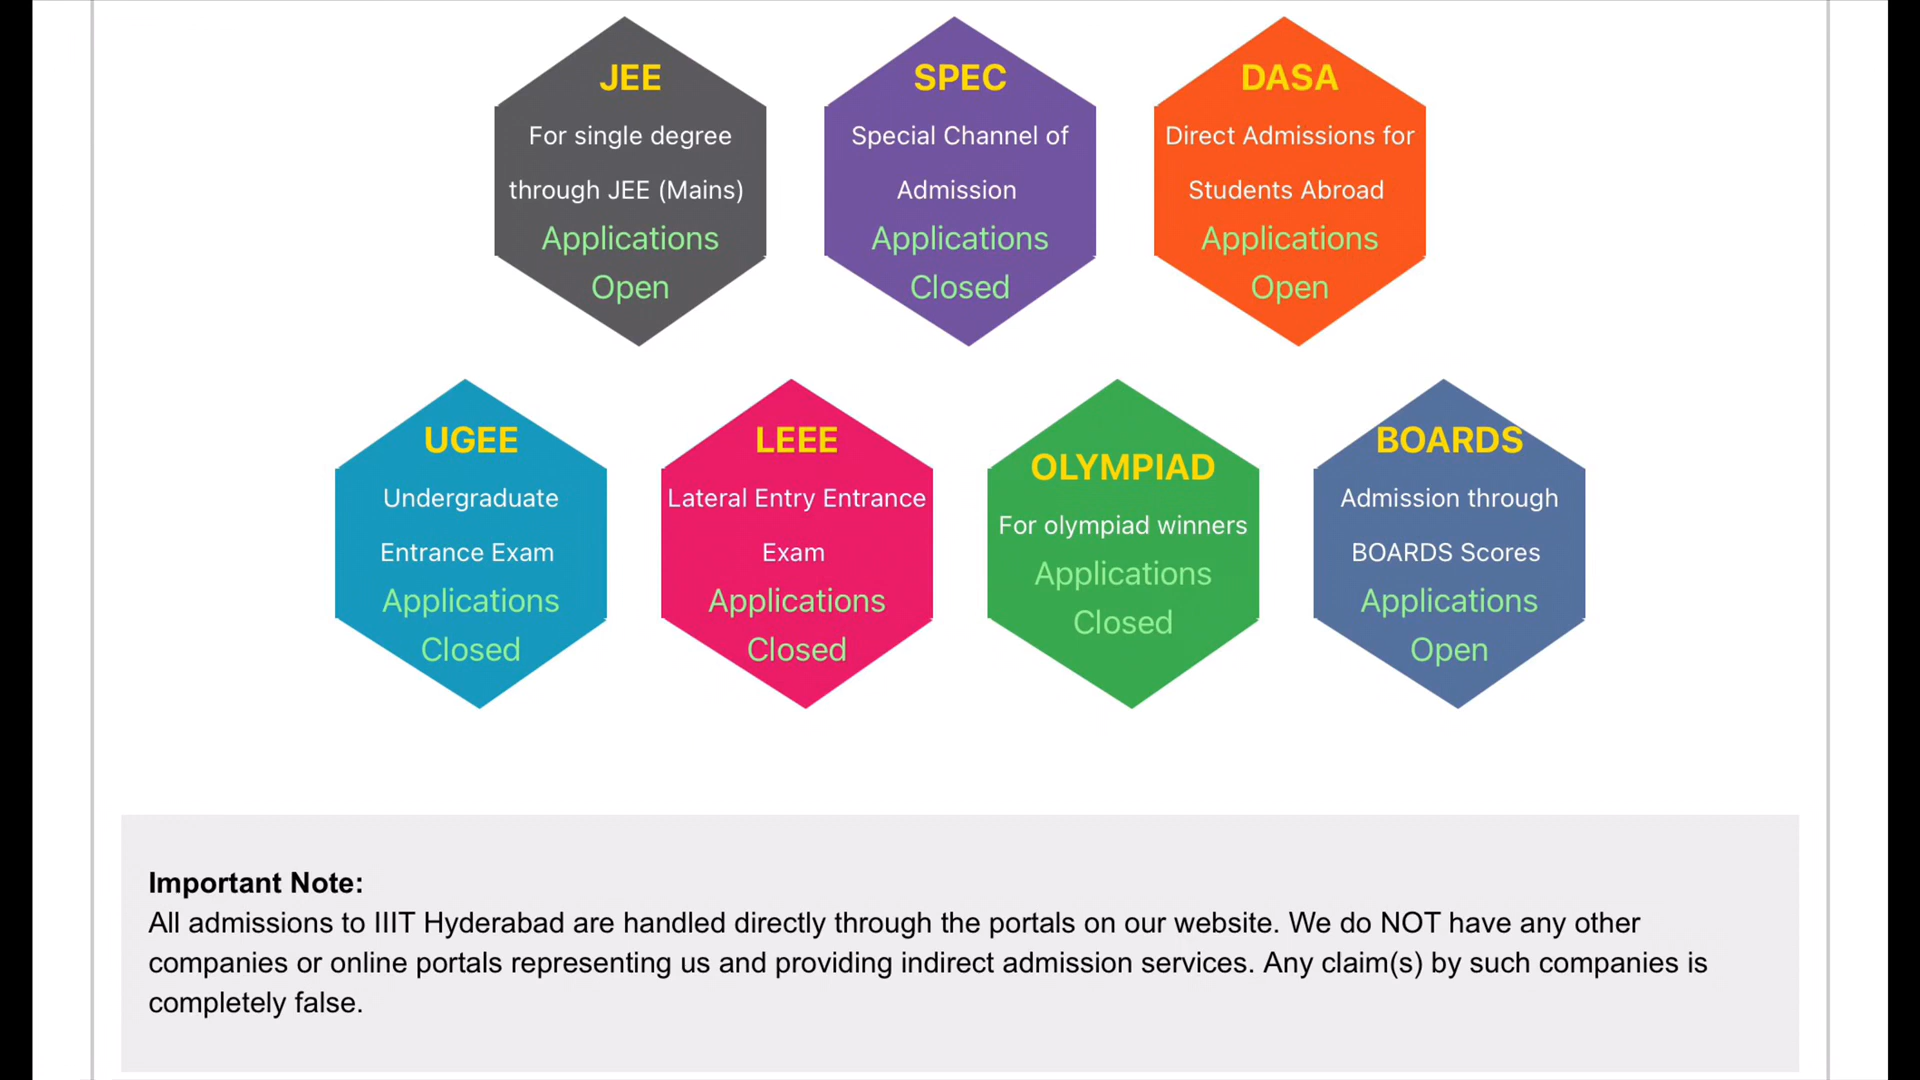 JEE
For single degree
through JEE (Mains)
Applications
Open
SPEC
Special Channel of
Admission
Applications
Closed
DASA
Direct Admissions for
Students Abroad
Applications
Open
UGEE
Undergraduate
Entrance Exam
Applications
Closed
LEEE
Lateral Entry Entrance
Exam
Applications
Closed
OLYMPIAD
For olympiad winners
Applications
Closed
BOARDS
Admission through
BOARDS Scores
Applications
Open
Important Note:
All admissions to IIIT Hyderabad are handled directly through the portals on our website. We do NOT have any other
companies or online portals representing us and providing indirect admission services. Any claim(s) by such companies is
completely false.